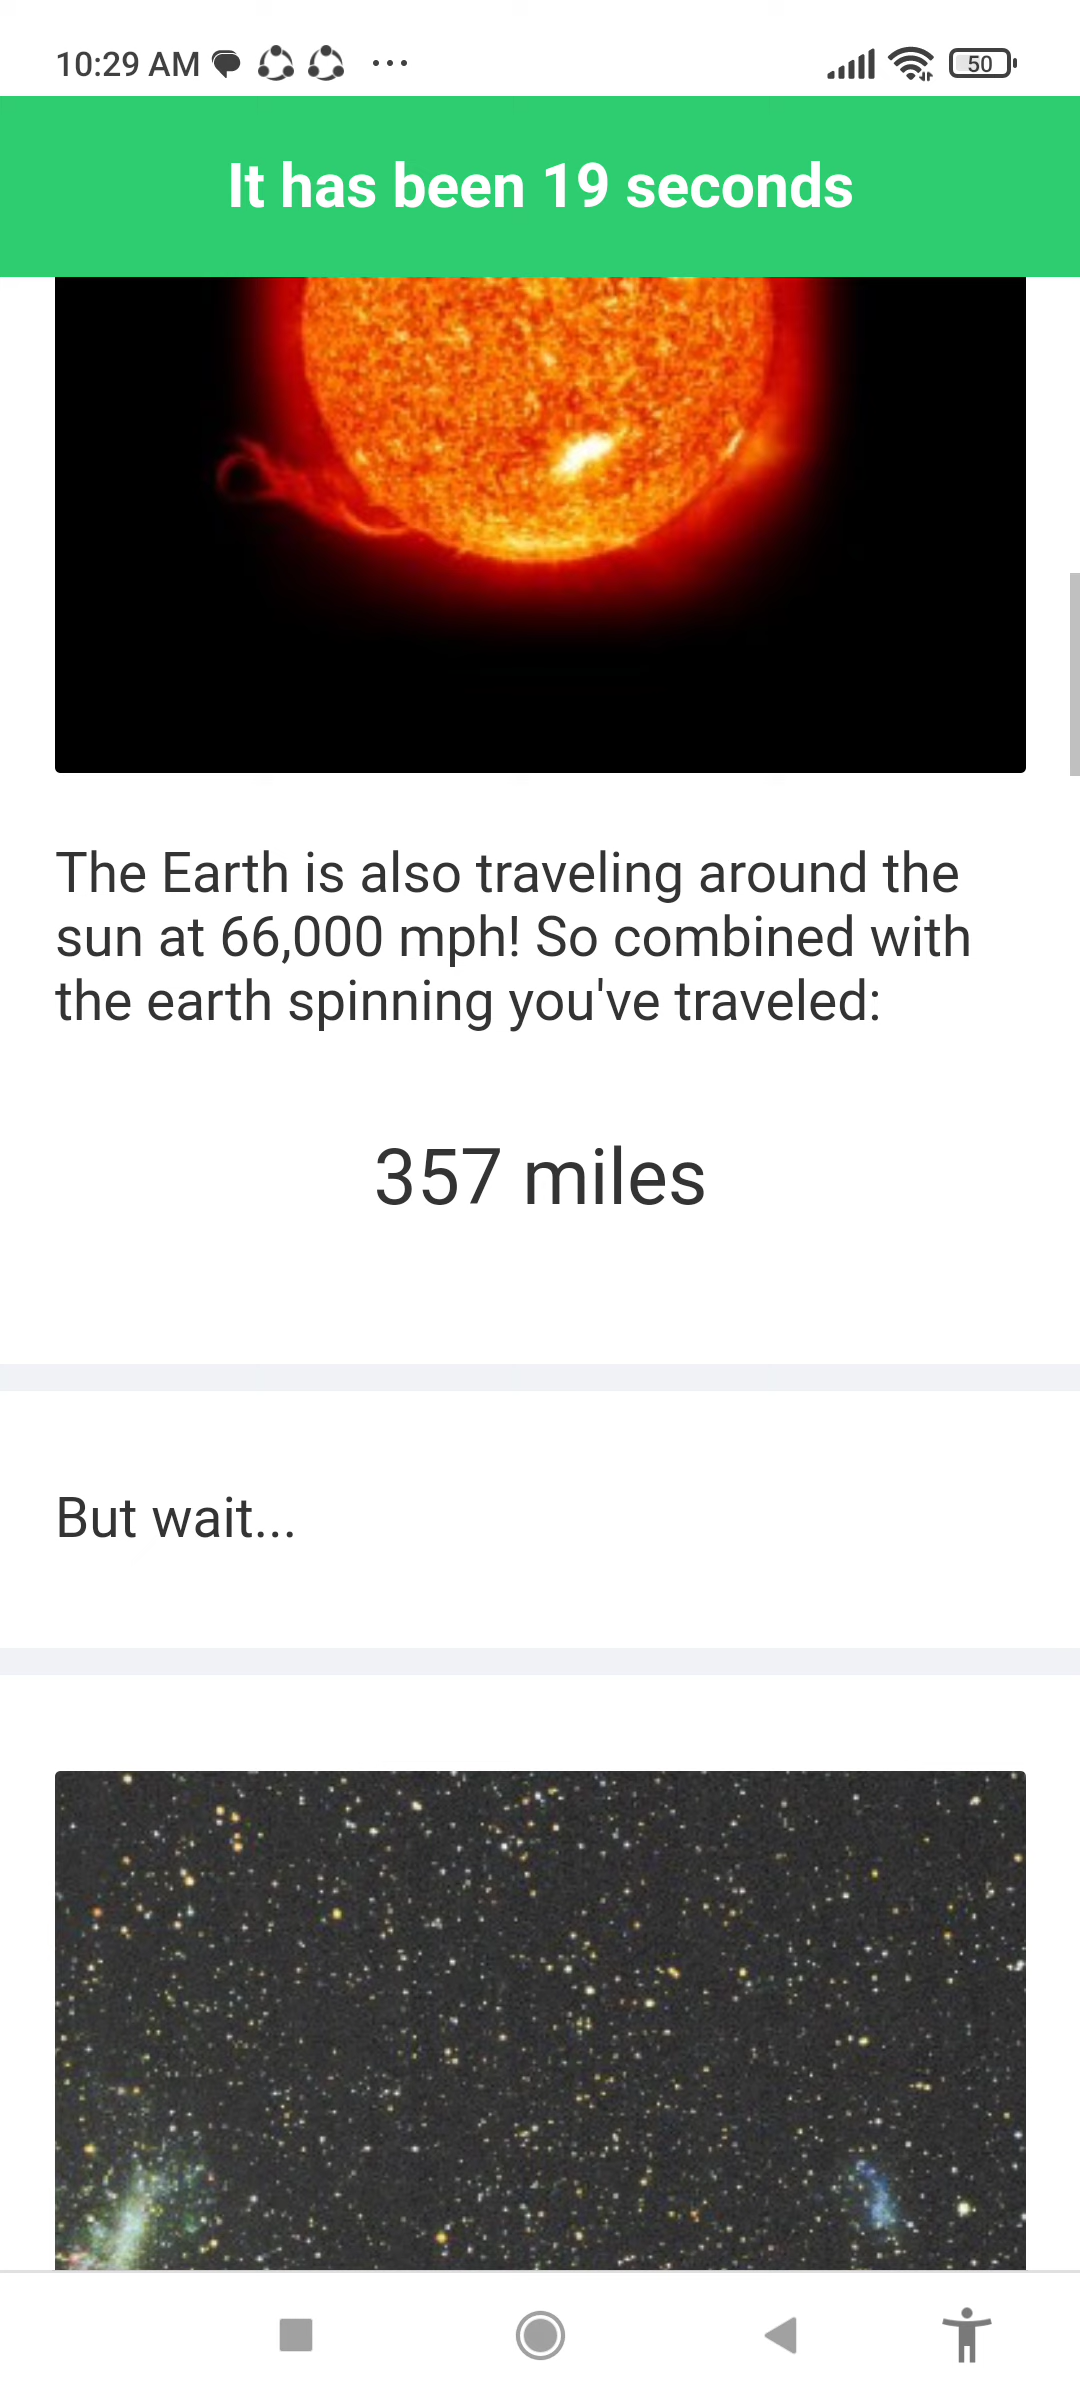 10:29 AM
50
It has been 19 seconds
The Earth is also traveling around the
sun at 66,000 mph! So combined with
the earth spinning you've traveled:
357 miles
But wait...